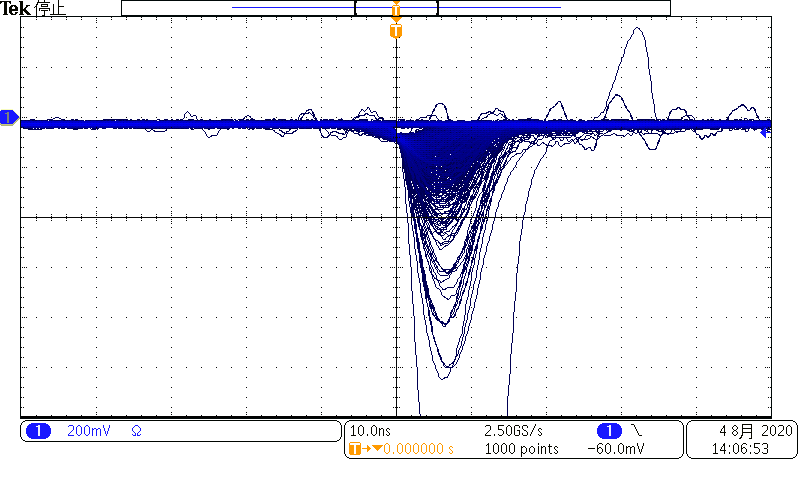 Tek 停止
T
T
1
1 200mV Ω
10.0ns 2.50GS/s 1 -60.0mV
T→▼0.000000 s 1000 points
4 8月 2020
14:06:53